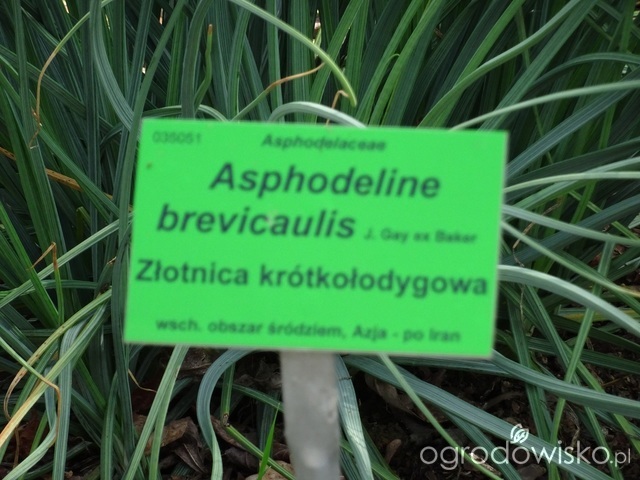 035051 Asphodelaceae
Asphodeline
brevicaulis J. Gay ex Baker
Złotnica krótkołodygowa
wsch. obszar śródziem, Azja - po Iran
ogrodowisko.pl